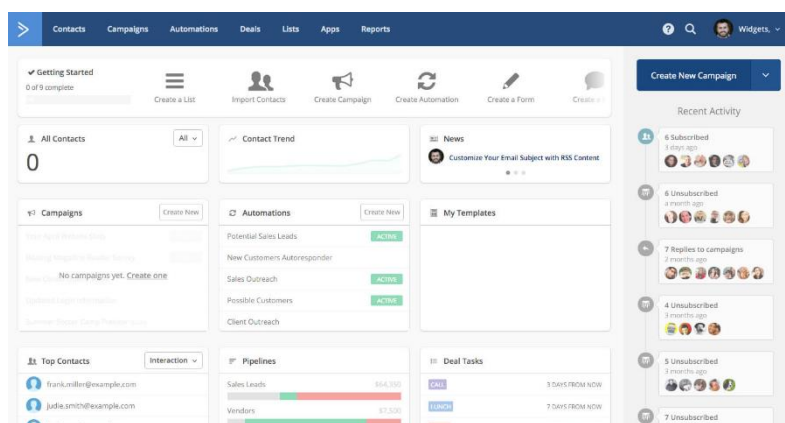 Contacts Campaigns Automations Deals Lists Apps Reports Widgets,
Getting Started
0 of 9 complete
Create a List
Import Contacts
Create Campaign
Create Automation
Create a Form
Create a
All Contacts
All
0
Contact Trend
News
Customize Your Email Subject with RSS Content
Campaigns
Create New
No campaigns yet. Create one
Automations
Create New
Potential Sales Leads ACTIVE
New Customers Autoresponder
Sales Outreach ACTIVE
Possible Customers ACTIVE
Client Outreach
My Templates
Top Contacts
Interaction
frank.miller@example.com
judie.smith@example.com
Pipelines
Sales Leads
Vendors
Deal Tasks
CALL 3 DAYS FROM NOW
LUNCH 7 DAYS FROM NOW
Create New Campaign
Recent Activity
6 Subscribed
3 days ago
6 Unsubscribed
a month ago
7 Replies to campaigns
2 months ago
4 Unsubscribed
3 months ago
5 Unsubscribed
3 months ago
7 Unsubscribed